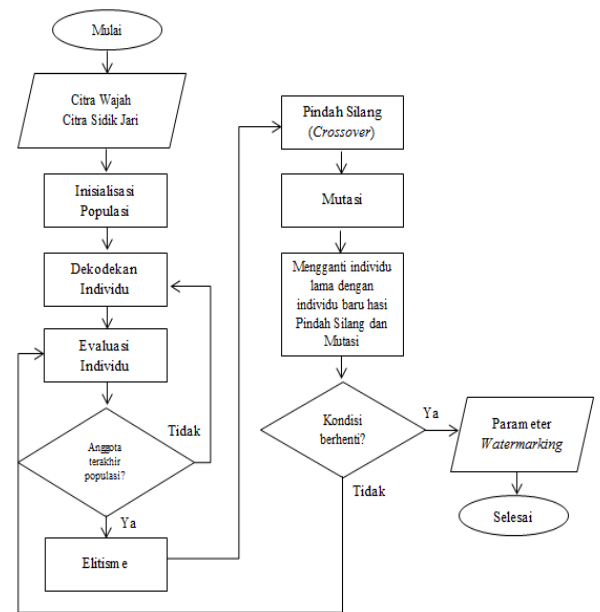 Mulai
Citra Wajah
Citra Sidik Jari
Inisialisasi
Populasi
Dekodekan
Individu
Evaluasi
Individu
Anggota
terakhir
populasi?
Tidak
Ya
Elitisme
Pindah Silang
(Crossover)
Mutasi
Mengganti individu
lama dengan
individu baru hasi
Pindah Silang dan
Mutasi
Kondisi
berhenti?
Ya
Tidak
Parameter
Watermarking
Selesai